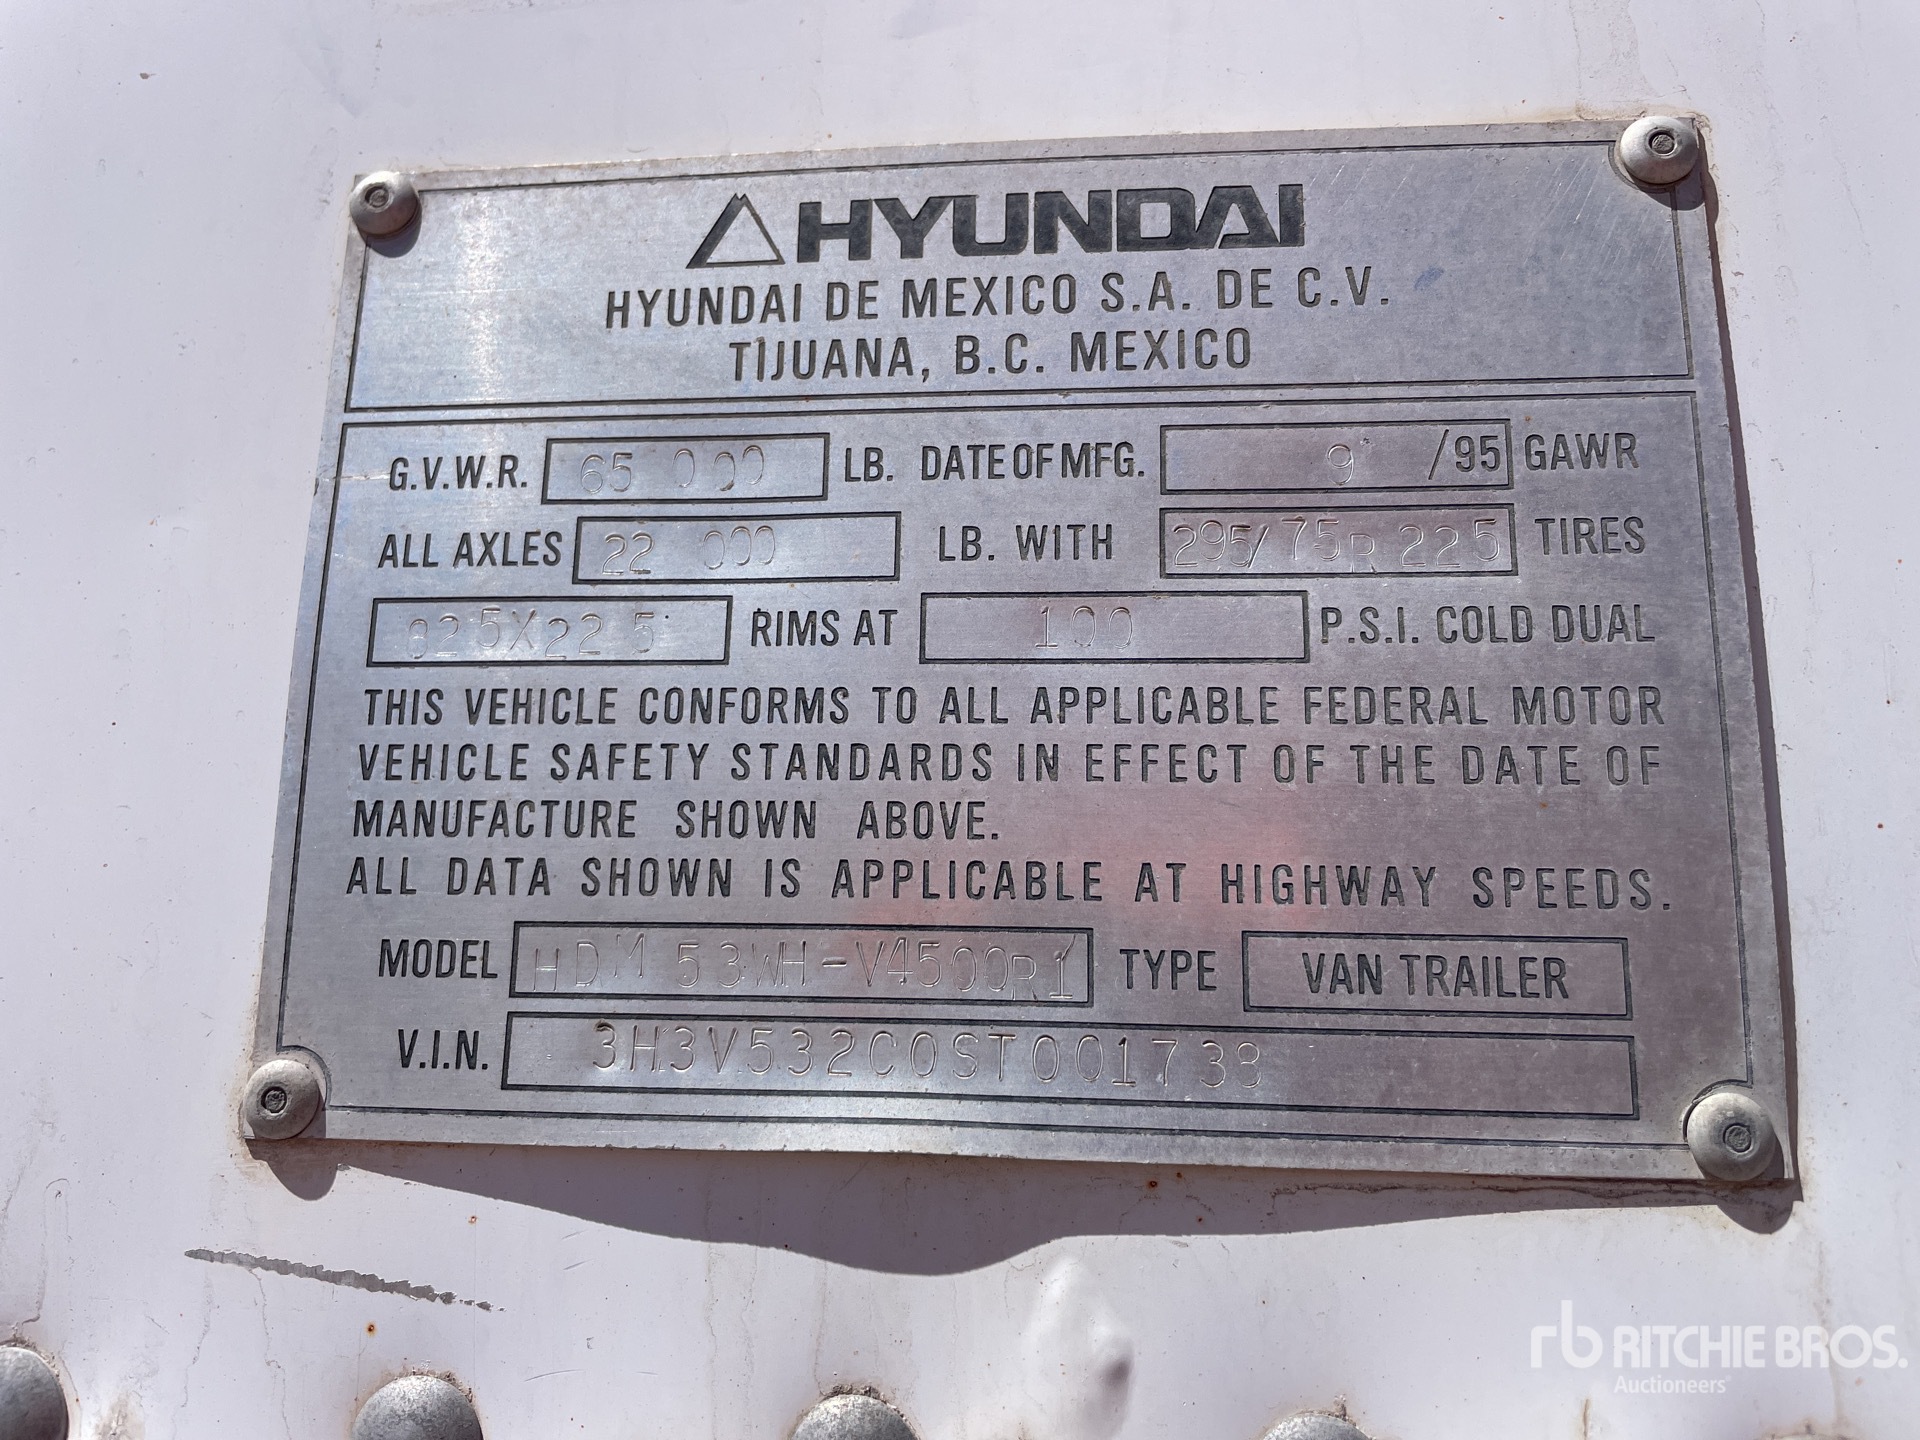 HYUNDAI
HYUNDAI DE MEXICO S.A. DE C.V.
TIJUANA, B.C. MEXICO
G.V.W.R. 65 000 LB. DATE OF MFG. 9 /95 GAWR
ALL AXLES 22 000 LB. WITH 295/75R225 TIRES
825X22 5 RIMS AT 100 P.S.I. COLD DUAL
THIS VEHICLE CONFORMS TO ALL APPLICABLE FEDERAL MOTOR
VEHICLE SAFETY STANDARDS IN EFFECT OF THE DATE OF
MANUFACTURE SHOWN ABOVE.
ALL DATA SHOWN IS APPLICABLE AT HIGHWAY SPEEDS.
MODEL HDM 53WH-V4500R1 TYPE VAN TRAILER
V.I.N. 3H3V532C0ST001738
rb RITCHIE BROS.
Auctioneers